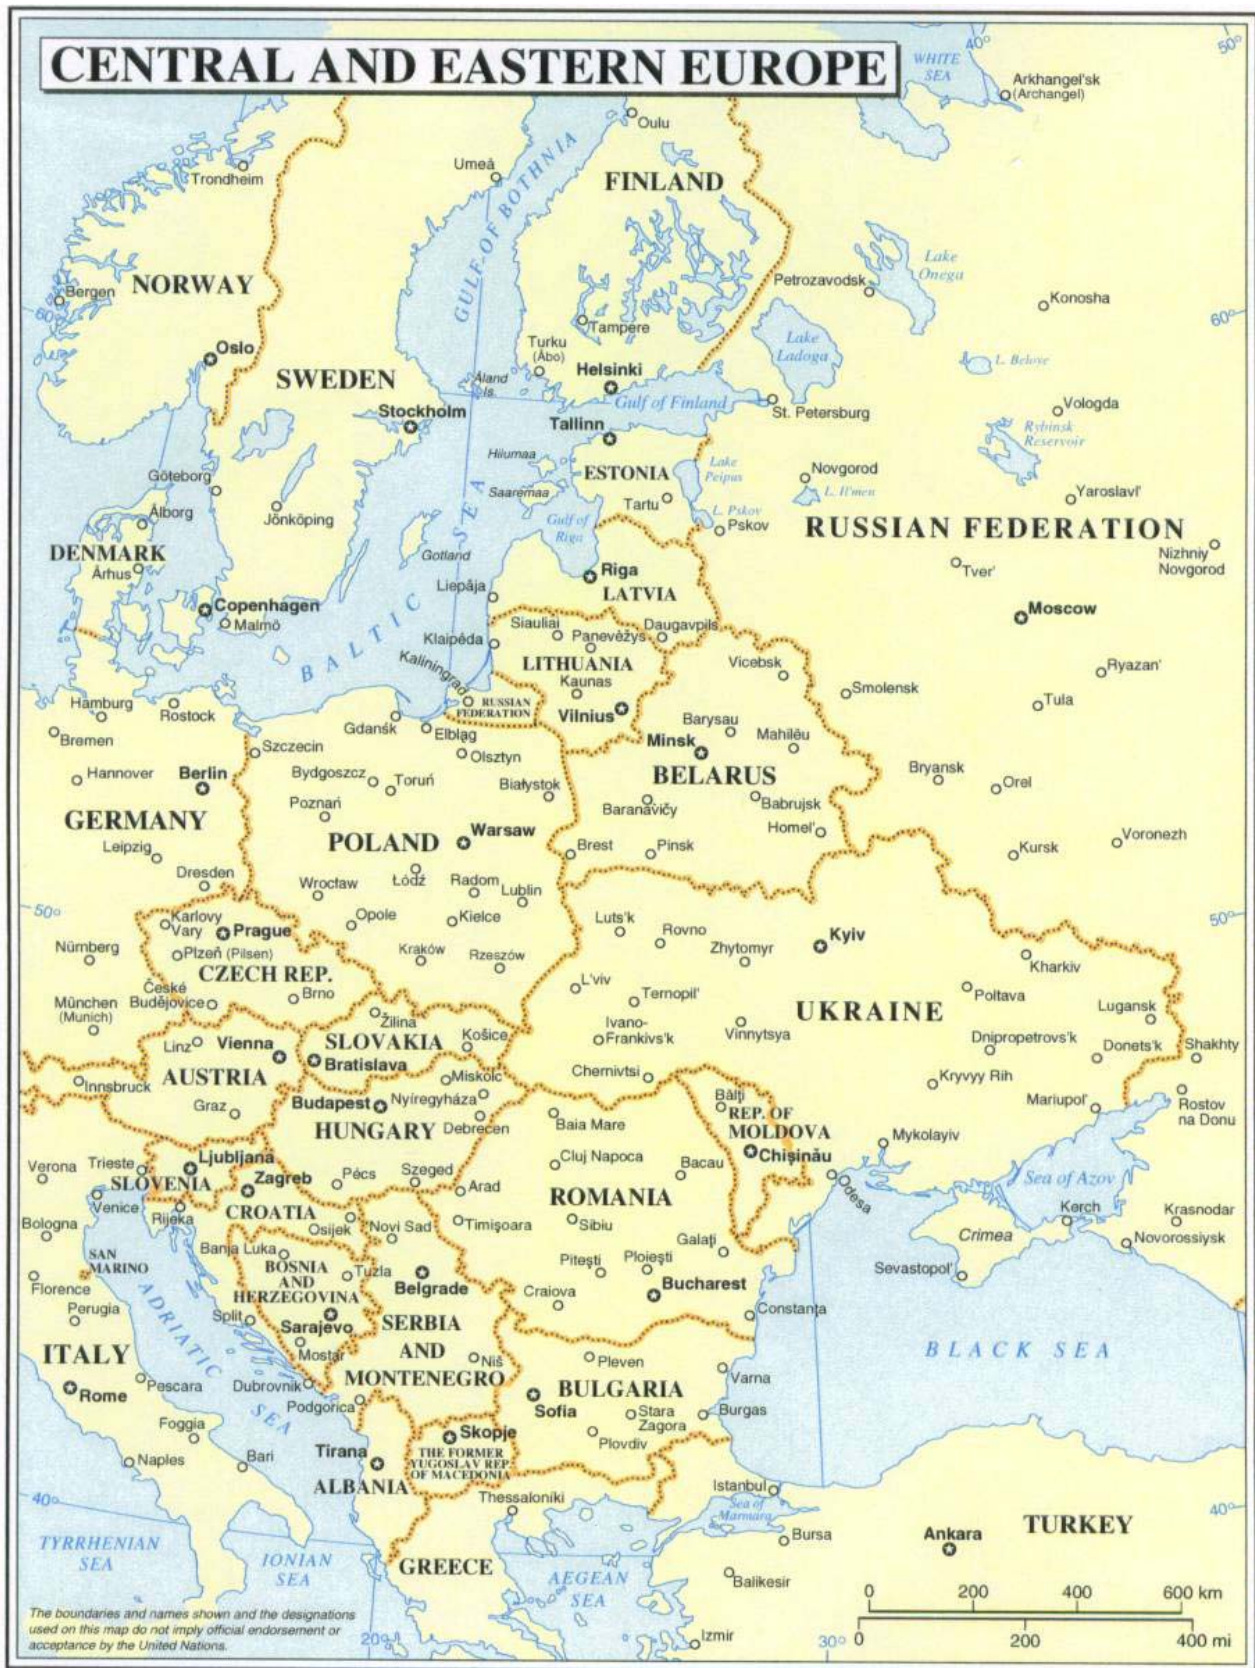 CENTRAL AND EASTERN EUROPE
WHITE
SEA
40°
50°
Arkhangel'sk
(Archangel)
Oulu
Trondheim
Umeå
FINLAND
GULF OF BOTHNIA
Lake
Onega
NORWAY
Bergen
60°
Petrozavodsk
Konosha
60°
Tampere
Turku
(Åbo)
Lake
Ladoga
Oslo
Helsinki
L. Beloye
SWEDEN
Åland
Is.
Gulf of Finland
St. Petersburg
Vologda
Stockholm
Tallinn
Rybinsk
Reservoir
Hiiumaa
ESTONIA
Lake
Peipus
Novgorod
Göteborg
Saaremaa
Tartu
L. Il'men
Yaroslavl'
Ålborg
Jönköping
Gulf of
Riga
L. Pskov
Pskov
RUSSIAN FEDERATION
DENMARK
Århus
Gotland
Nizhniy
Novgorod
Riga
LATVIA
Tver'
Liepâja
Copenhagen
Malmö
Moscow
BALTIC SEA
Siauliai
Panevėžys
Daugavpils
Klaipéda
LITHUANIA
Vicebsk
Kaliningrad
Kaunas
Smolensk
Ryazan'
Hamburg
Rostock
RUSSIAN
FEDERATION
Vilnius
Barysau
Tula
Bremen
Gdańsk
Elbląg
Minsk
Mahilëu
Szczecin
Olsztyn
Hannover
Berlin
Bydgoszcz
Toruń
Białystok
BELARUS
Bryansk
Orel
Poznań
Baranavičy
Babrujsk
GERMANY
POLAND
Warsaw
Homel'
Leipzig
Brest
Pinsk
Kursk
Voronezh
Dresden
Wrocław
Łódź
Radom
Lublin
50°
Karlovy
Vary
Prague
Opole
Kielce
Luts'k
Rovno
Kyiv
50°
Nürnberg
Plzeň (Pilsen)
Kraków
Rzeszów
Zhytomyr
Kharkiv
CZECH REP.
L'viv
České
Budějovice
Brno
Ternopil'
Poltava
München
(Munich)
Žilina
UKRAINE
Lugansk
Linz
Vienna
SLOVAKIA
Košice
Ivano-
Frankivs'k
Vinnytsya
Dnipropetrovs'k
Donets'k
Shakhty
Bratislava
AUSTRIA
Innsbruck
Miskolc
Chernivtsi
Kryvyy Rih
Graz
Budapest
Nyíregyháza
Bălţi
Mariupol'
Rostov
na Donu
HUNGARY
Debrecen
Baia Mare
REP. OF
MOLDOVA
Mykolayiv
Verona
Trieste
Ljubljana
Cluj Napoca
Chişinău
SLOVENIA
Zagreb
Pécs
Szeged
Bacau
Sea of Azov
Venice
Rijeka
CROATIA
Arad
ROMANIA
Odesa
Kerch
Krasnodar
Bologna
Osijek
Novi Sad
Timişoara
Sibiu
Crimea
Novorossiysk
SAN
MARINO
Banja Luka
BOSNIA
AND
HERZEGOVINA
Tuzla
Galaţi
Sevastopol'
Florence
Belgrade
Piteşti
Ploieşti
Perugia
Craiova
Bucharest
ADRIATIC SEA
Split
Sarajevo
SERBIA
AND
MONTENEGRO
Constanţa
ITALY
Mostar
Niš
Pleven
BLACK SEA
Rome
Pescara
Dubrovnik
BULGARIA
Varna
Podgorica
Sofia
Stara
Zagora
Burgas
Foggia
Skopje
Plovdiv
Naples
Bari
Tirana
THE FORMER
YUGOSLAV REP.
OF MACEDONIA
ALBANIA
Istanbul
40°
Thessaloníki
Sea of
Marmara
40°
TYRRHENIAN
SEA
IONIAN
SEA
GREECE
Bursa
Ankara
TURKEY
AEGEAN
SEA
Balikesir
0 200 400 600 km
The boundaries and names shown and the designations
used on this map do not imply official endorsement or
acceptance by the United Nations.
20°
Izmir
30°
0 200 400 mi